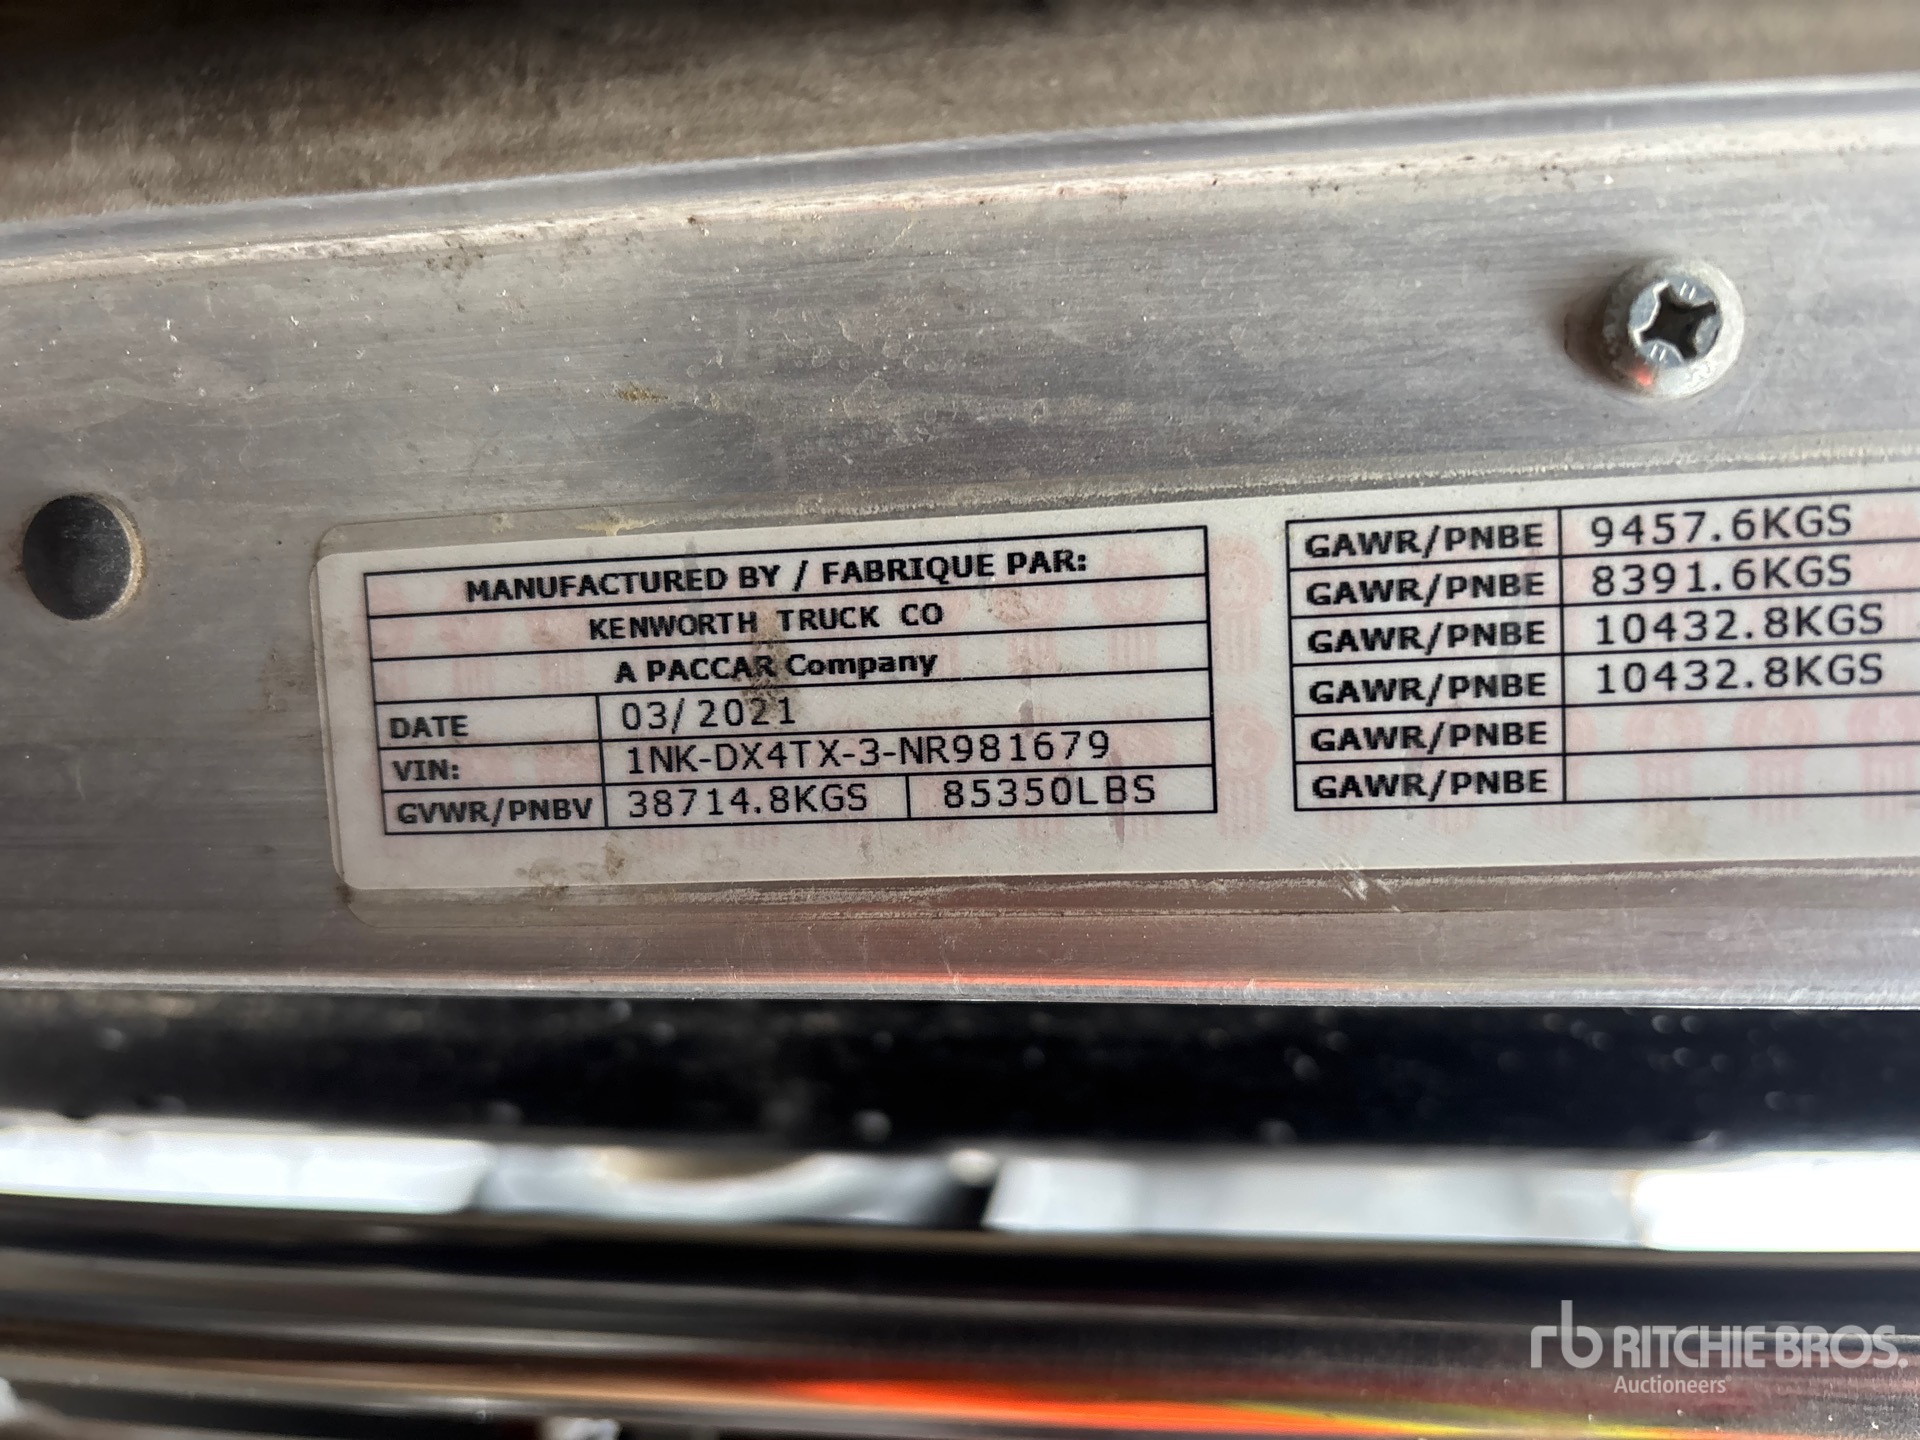 MANUFACTURED BY / FABRIQUE PAR:
KENWORTH TRUCK CO
A PACCAR Company
DATE 03/2021
VIN: 1NK-DX4TX-3-NR981679
GVWR/PNBV 38714.8KGS 85350LBS
GAWR/PNBE 9457.6KGS
GAWR/PNBE 8391.6KGS
GAWR/PNBE 10432.8KGS
GAWR/PNBE 10432.8KGS
GAWR/PNBE
GAWR/PNBE
rb RITCHIE BROS.
Auctioneers